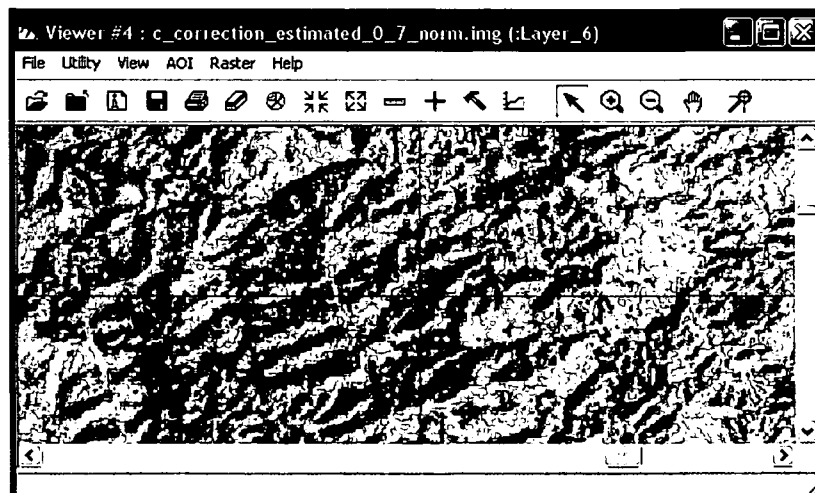 Viewer #4 : c_correction_estimated_0_7_norm.img (:Layer_6)
File Utility View AOI Raster Help